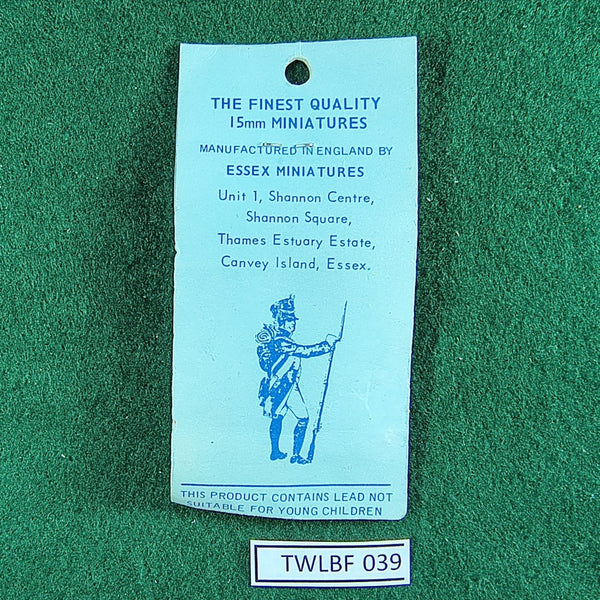 THE FINEST QUALITY
15mm MINIATURES
MANUFACTURED IN ENGLAND BY
ESSEX MINIATURES
Unit 1, Shannon Centre,
Shannon Square,
Thames Estuary Estate,
Canvey Island, Essex.
THIS PRODUCT CONTAINS LEAD NOT
SUITABLE FOR YOUNG CHILDREN
TWLBF 039